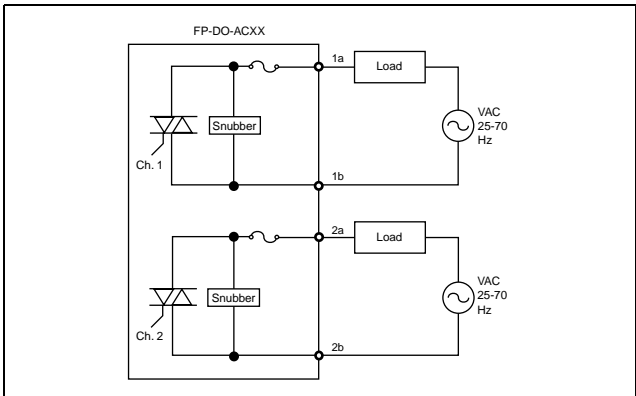 FP-DO-ACXX
1a
Load
VAC
25-70
Hz
Snubber
Ch. 1
1b
2a
Load
VAC
25-70
Hz
Snubber
Ch. 2
2b